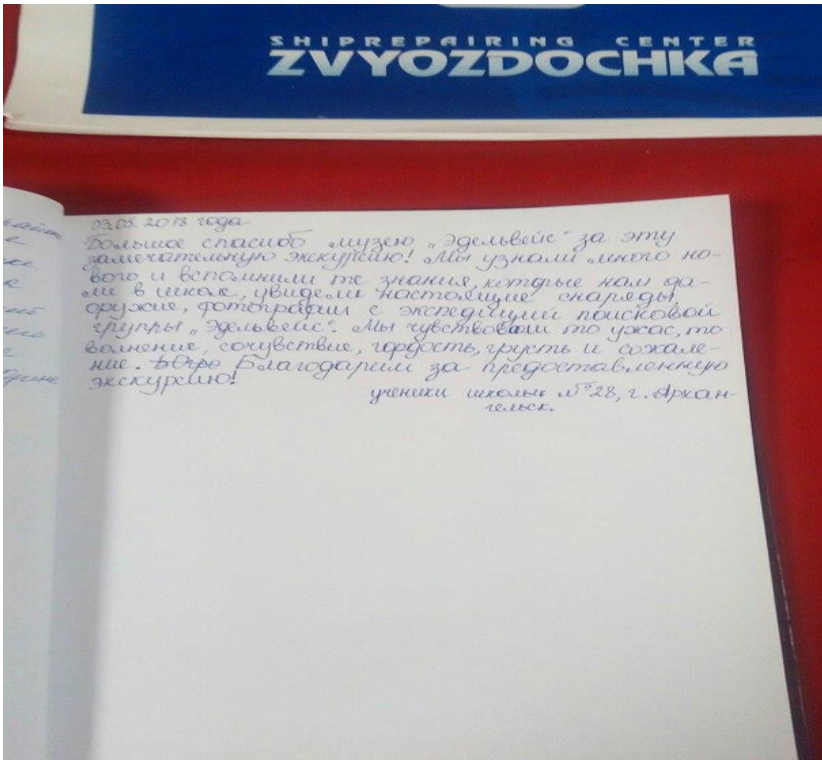 SHIPREPAIRING CENTER
ZVYOZDOCHKA
03.05.2018 года
Большое спасибо музею „Эдельвейс" за эту
замечательную экскурсию! Мы узнали много но-
вого и вспомнили те знания, которые нам да-
ли в школе, увидели настоящие снаряды,
оружие, фотографии с экспедиций поисковой
группы „Эдельвейс". Мы чувствовали то ужас, то
волнение, сочувствие, гордость, грусть и сожале-
ние. Благодарим за предоставленную
экскурсию!
ученики школы №28, г. Архан-
гельск.